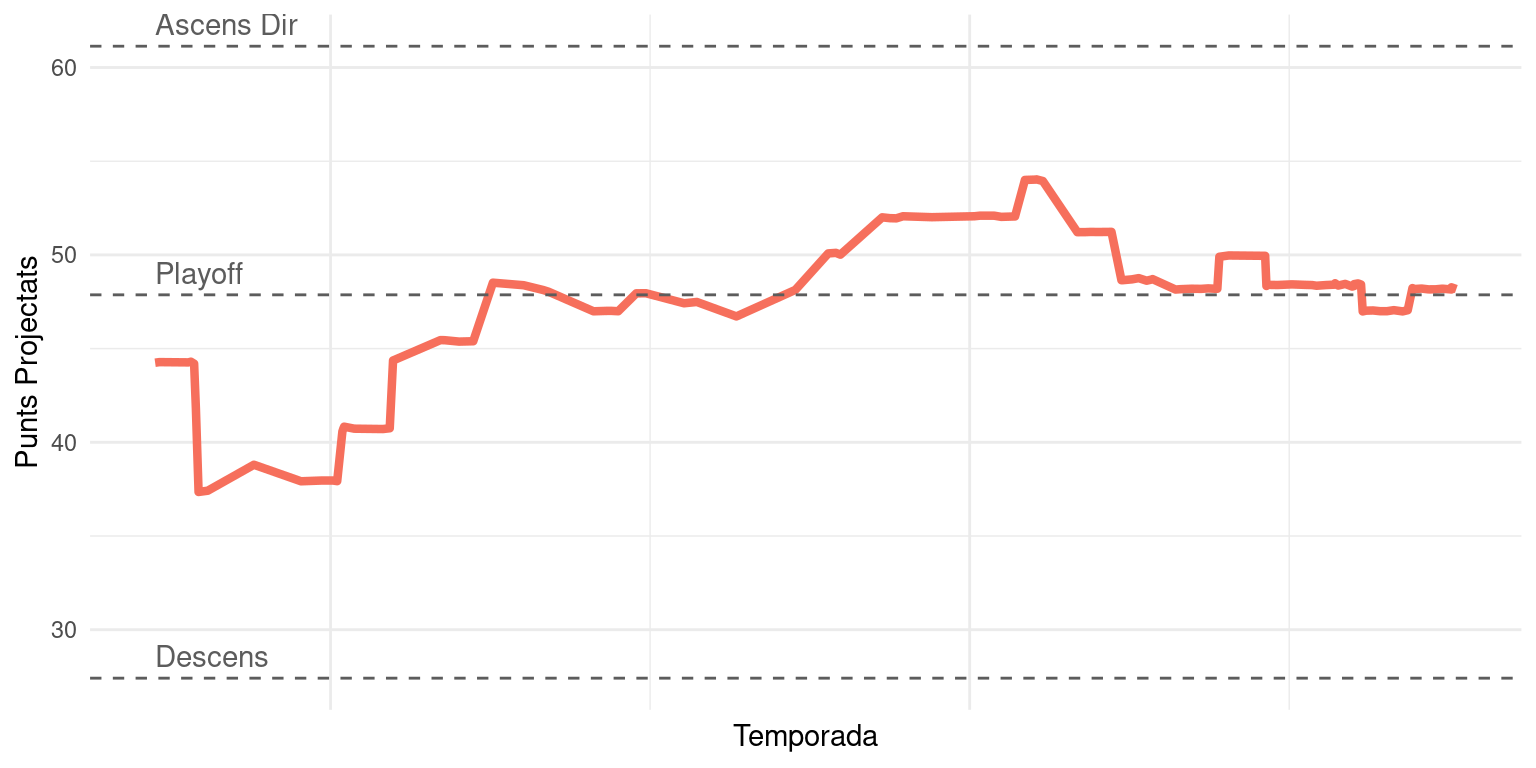 Ascens Dir
60
50
Playoff
Punts Projectats
40
30
Descens
Temporada